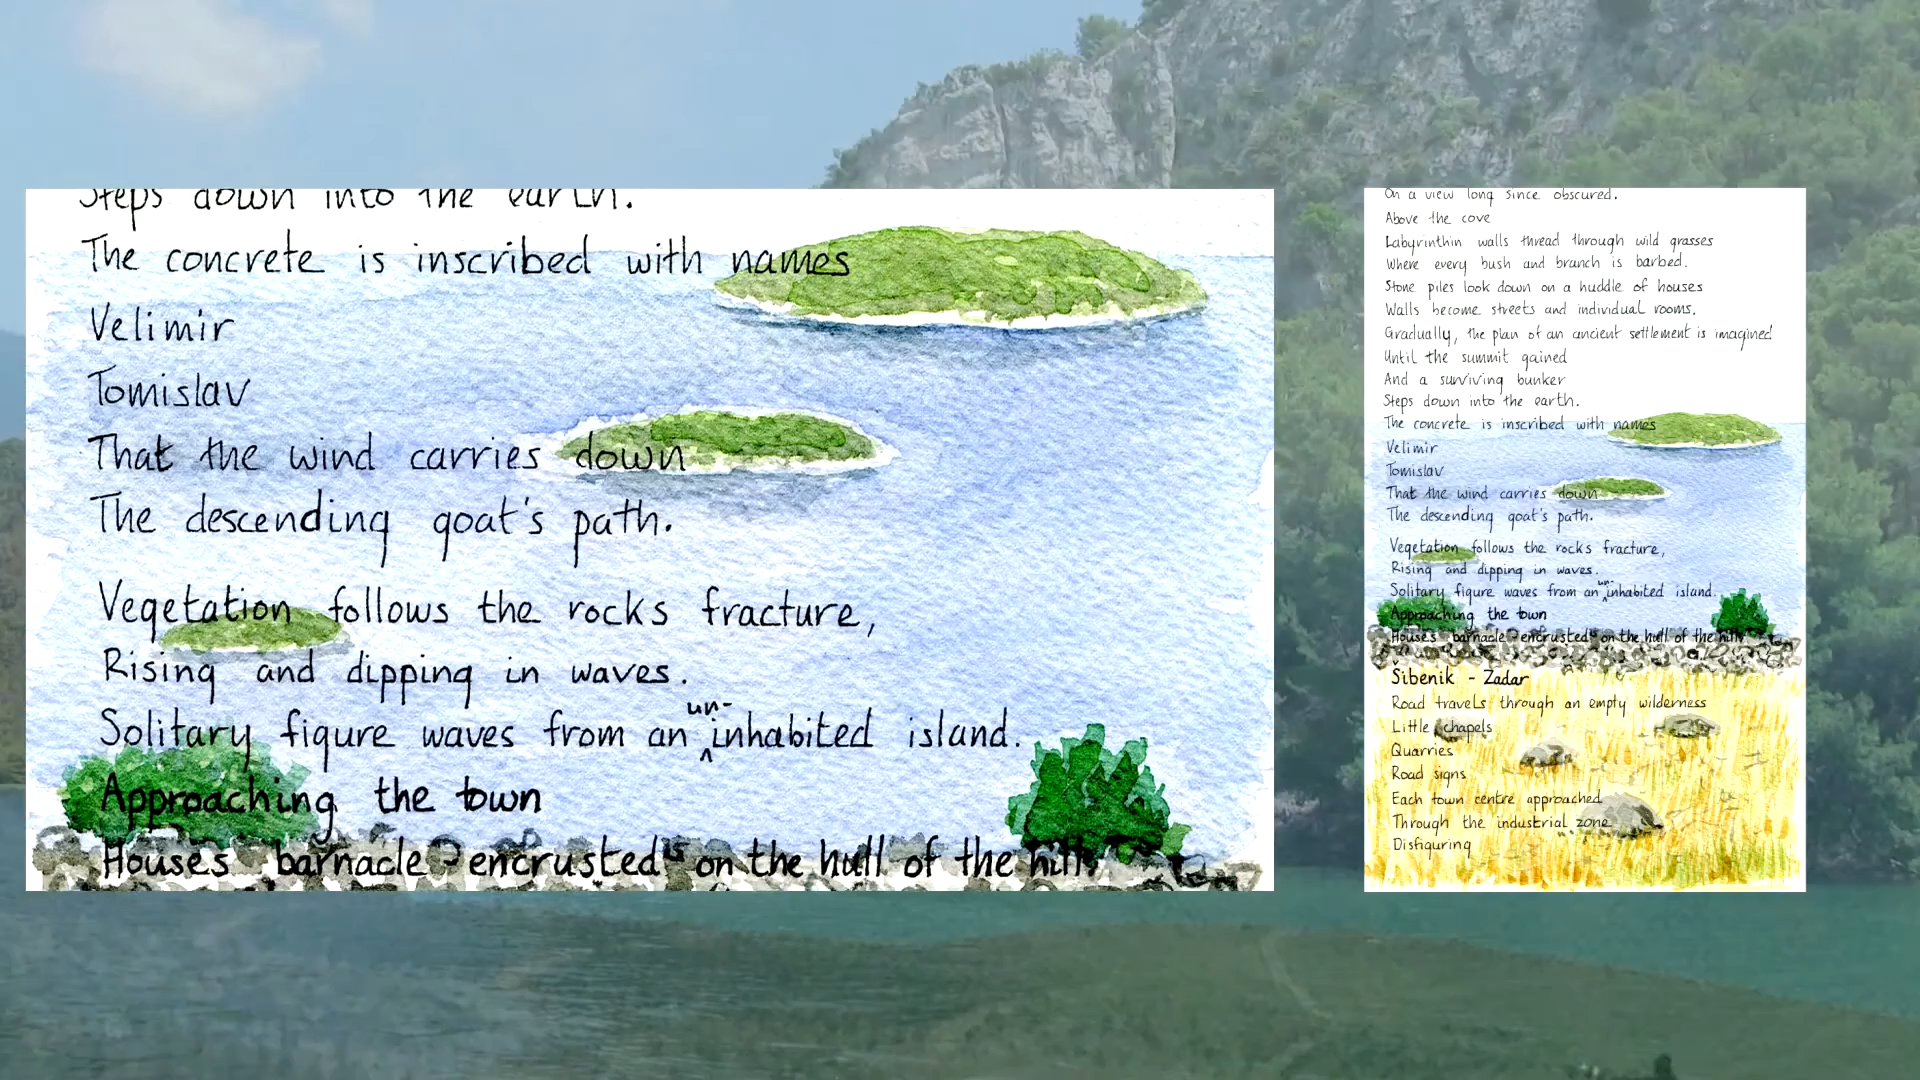 Steps down into the earth.
The concrete is inscribed with names
Velimir
Tomislav
That the wind carries down
The descending goat's path.
Vegetation follows the rocks fracture,
Rising and dipping in waves.
Solitary figure waves from an un-inhabited island.
Approaching the town
Houses barnacle-encrusted on the hull of the hill
On a view long since obscured.
Above the cove
Labyrinthin walls thread through wild grasses
Where every bush and branch is barbed.
Stone piles look down on a huddle of houses
Walls become streets and individual rooms.
Gradually, the plan of an ancient settlement is imagined
Until the summit gained
And a surviving bunker
Steps down into the earth.
The concrete is inscribed with names
Velimir
Tomislav
That the wind carries down
The descending goat's path.
Vegetation follows the rocks fracture,
Rising and dipping in waves.
Solitary figure waves from an un-inhabited island.
Approaching the town
Houses barnacle-encrusted on the hull of the hill
Šibenik - Zadar
Road travels through an empty wilderness
Little chapels
Quarries
Road signs
Each town centre approached
Through the industrial zone
Disfiguring